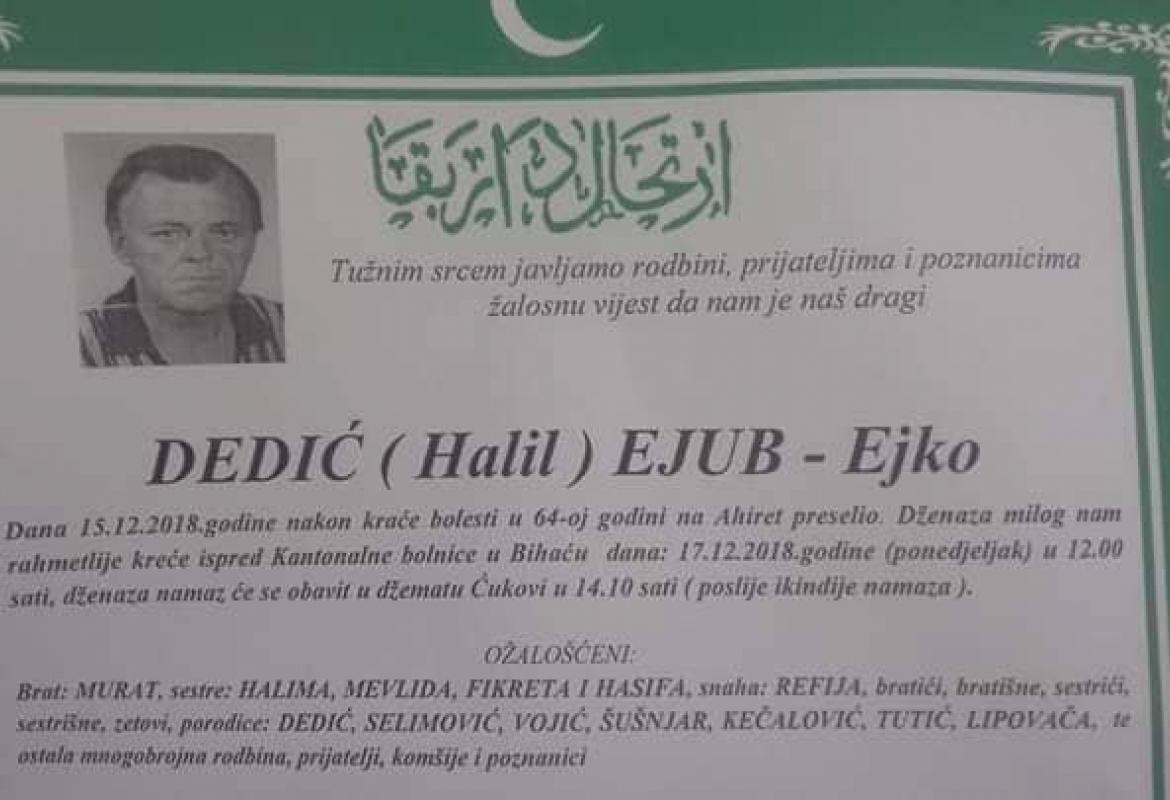 ارتحال دار بقا
Tužnim srcem javljamo rodbini, prijateljima i poznanicima
žalosnu vijest da nam je naš dragi
DEDIĆ ( Halil ) EJUB - Ejko
Dana 15.12.2018.godine nakon kraće bolesti u 64-oj godini na Ahiret preselio. Dženaza milog nam
rahmetlije kreće ispred Kantonalne bolnice u Bihaću dana: 17.12.2018.godine (ponedjeljak) u 12.00
sati, dženaza namaz će se obavit u džematu Ćukovi u 14.10 sati ( poslije ikindije namaza ).
OŽALOŠĆENI:
Brat: MURAT, sestre: HALIMA, MEVLIDA, FIKRETA I HASIFA, snaha: REFIJA, bratići, bratišne, sestrići,
sestrišne, zetovi, porodice: DEDIĆ, SELIMOVIĆ, VOJIĆ, ŠUŠNJAR, KEČALOVIĆ, TUTIĆ, LIPOVAČA, te
ostala mnogobrojna rodbina, prijatelji, komšije i poznanici